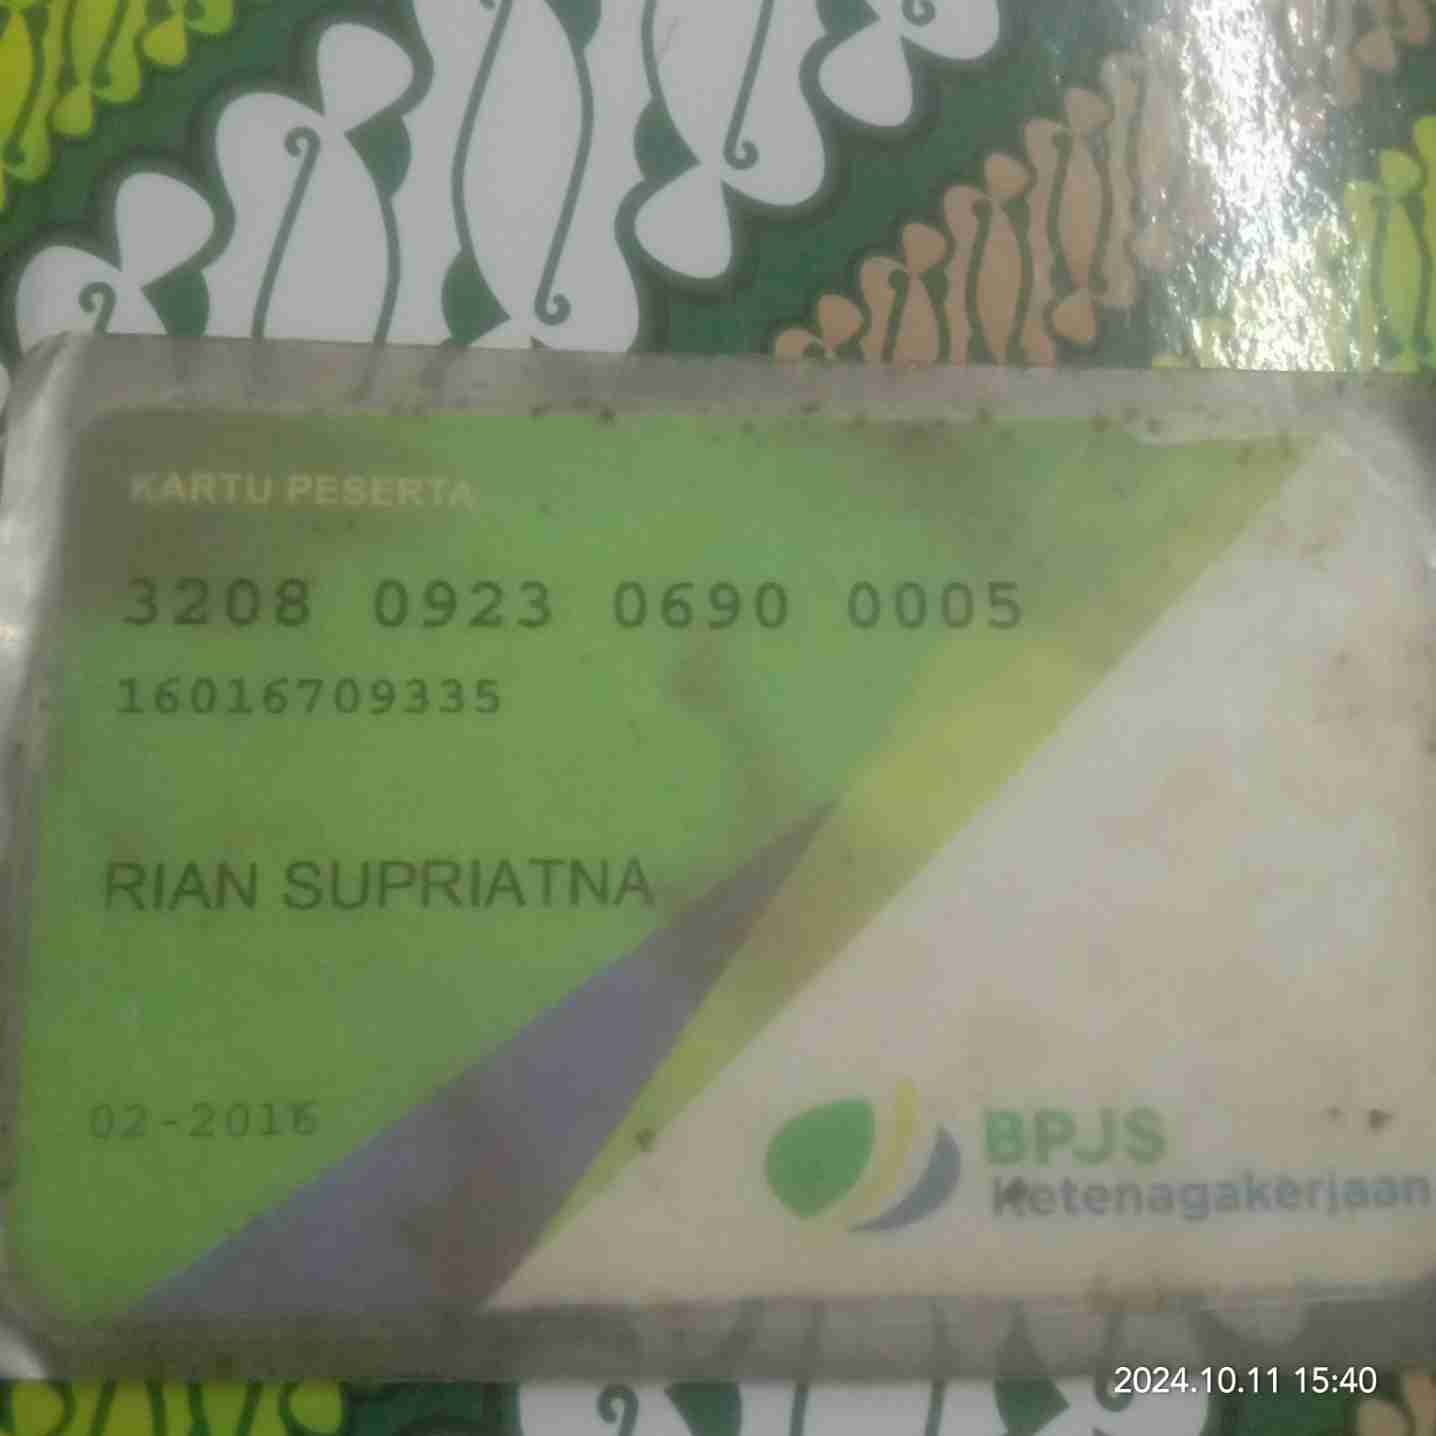 KARTU PESERTA
3208 0923 0690 0005
16016709335
RIAN SUPRIATNA
02-2016
BPJS
Ketenagakerjaan
2024.10.11 15:40